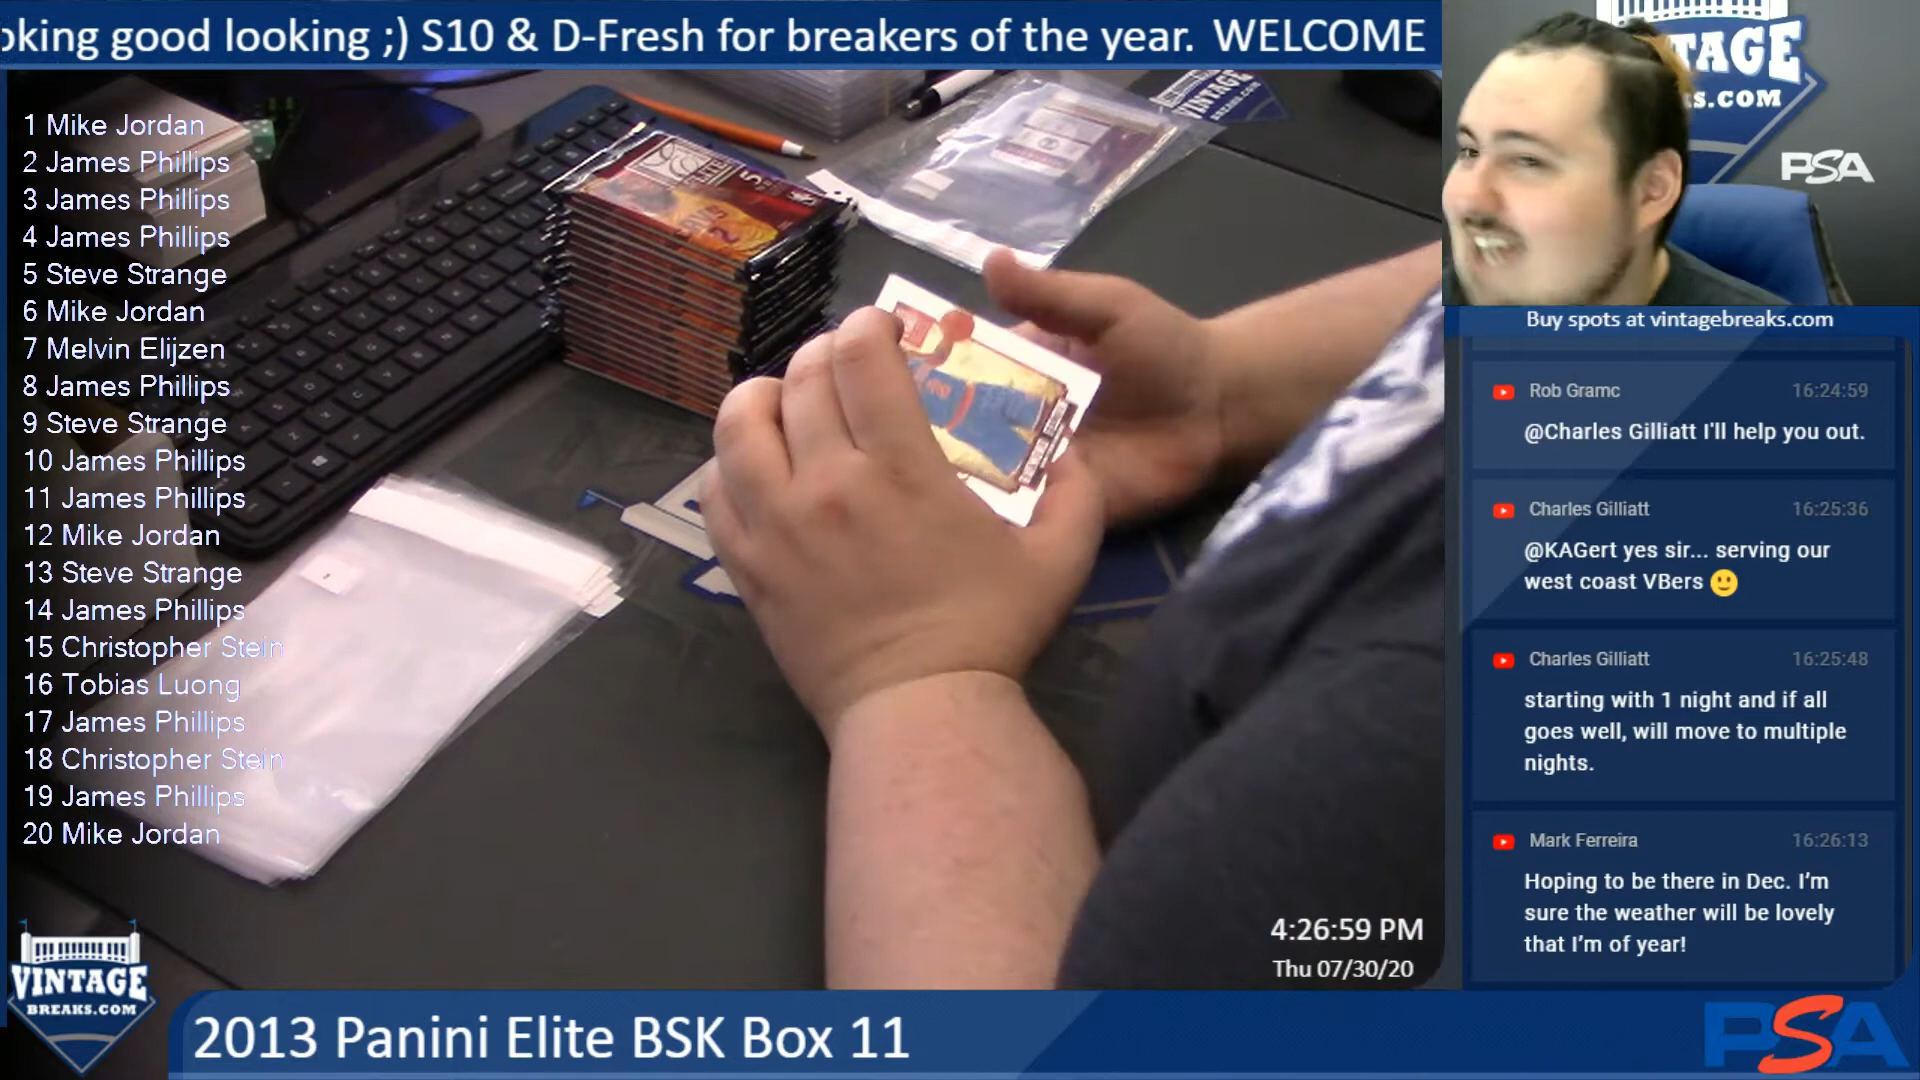 oking good looking ;) S10 & D-Fresh for breakers of the year. WELCOME
1 Mike Jordan
2 James Phillips
3 James Phillips
4 James Phillips
5 Steve Strange
6 Mike Jordan
7 Melvin Elijzen
8 James Phillips
9 Steve Strange
10 James Phillips
11 James Phillips
12 Mike Jordan
13 Steve Strange
14 James Phillips
15 Christopher Stein
16 Tobias Luong
17 James Phillips
18 Christopher Stein
19 James Phillips
20 Mike Jordan
ELITE
5
VINTAGE
TAGE
S.COM
PSA
Buy spots at vintagebreaks.com
Rob Gramc 16:24:59
@Charles Gilliatt I'll help you out.
Charles Gilliatt 16:25:36
@KAGert yes sir... serving our
west coast VBers 🙂
Charles Gilliatt 16:25:48
starting with 1 night and if all
goes well, will move to multiple
nights.
Mark Ferreira 16:26:13
Hoping to be there in Dec. I'm
sure the weather will be lovely
that I'm of year!
4:26:59 PM
Thu 07/30/20
VINTAGE
BREAKS.COM
2013 Panini Elite BSK Box 11
PSA